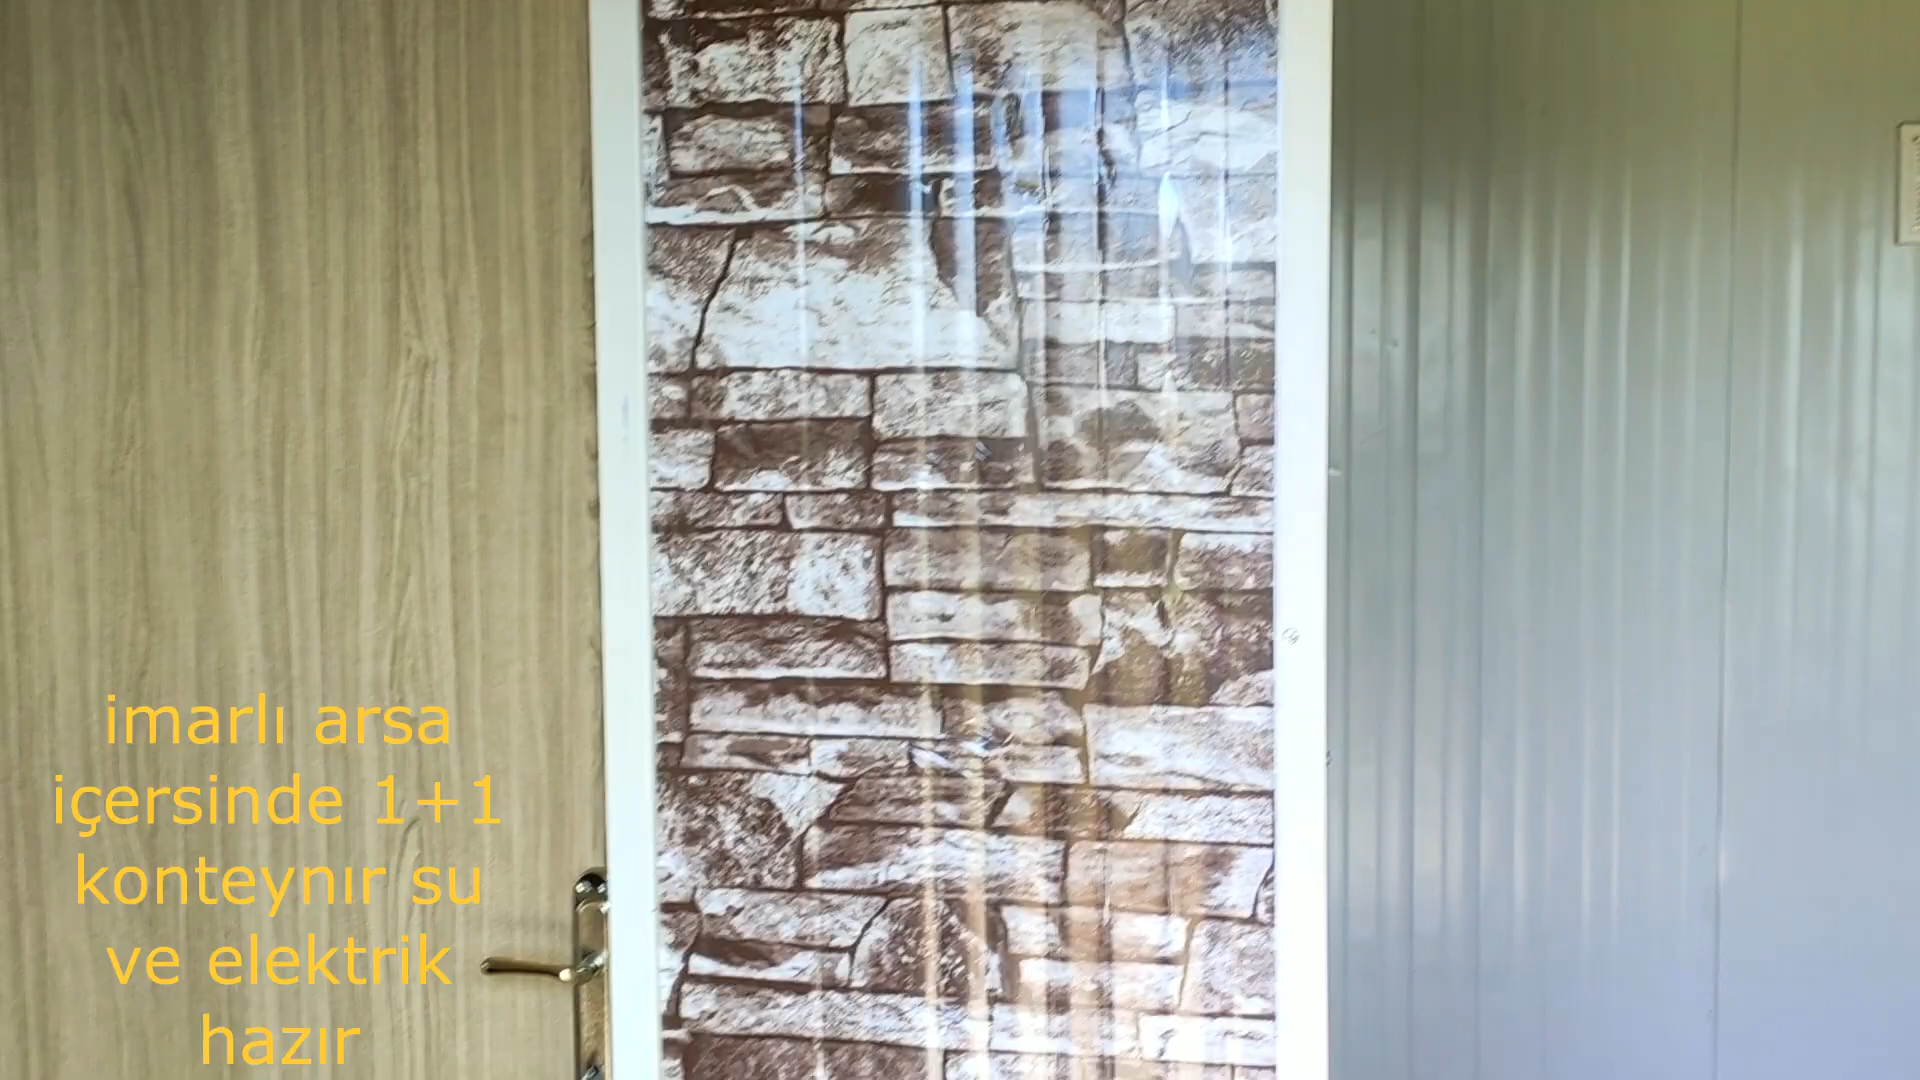 imarlı arsa
içersinde 1+1
konteynır su
ve elektrik
hazır